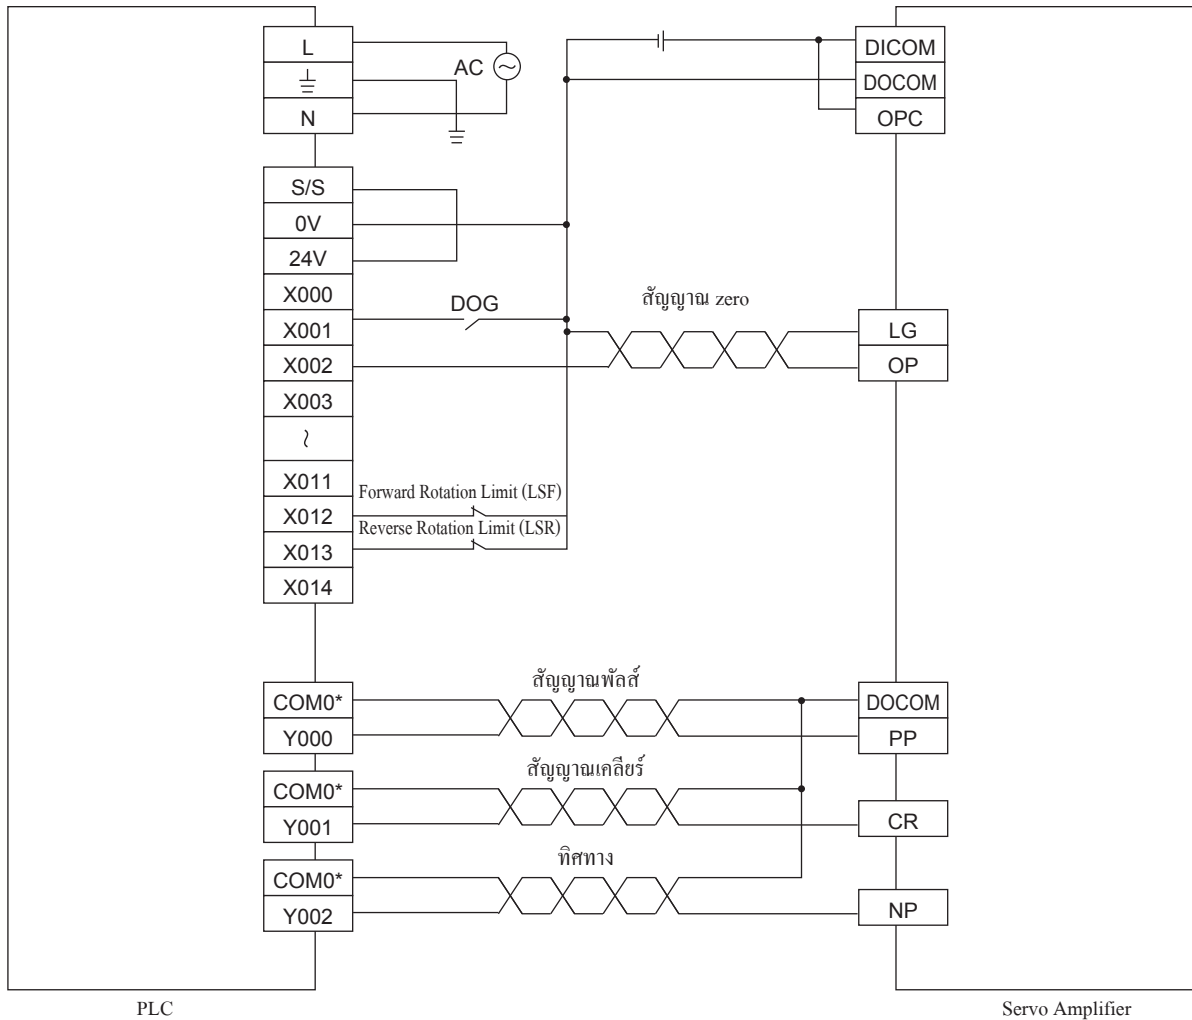 L
AC
N
DICOM
DOCOM
OPC
S/S
0V
24V
X000
X001
X002
X003
~
X011
X012
X013
X014
DOG
สัญญาณ zero
LG
OP
Forward Rotation Limit (LSF)
Reverse Rotation Limit (LSR)
สัญญาณพัลส์
COM0*
Y000
DOCOM
PP
สัญญาณเคลียร์
COM0*
Y001
CR
ทิศทาง
COM0*
Y002
NP
PLC
Servo Amplifier